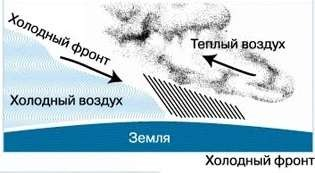 Холодный фронт
Теплый воздух
Холодный воздух
Земля
Холодный фронт